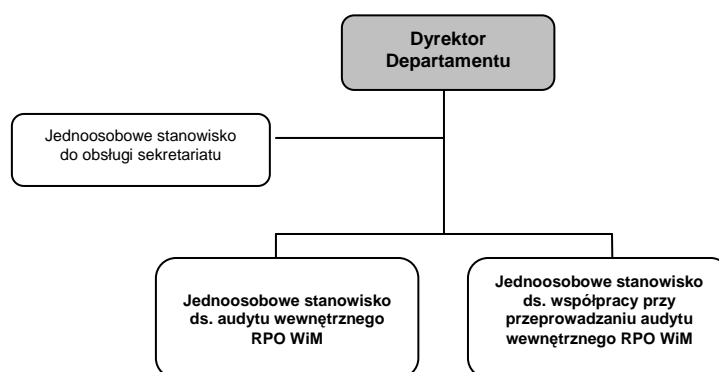 Dyrektor
Departamentu
Jednoosobowe stanowisko
do obsługi sekretariatu
Jednoosobowe stanowisko
ds. audytu wewnętrznego
RPO WiM
Jednoosobowe stanowisko
ds. współpracy przy
przeprowadzaniu audytu
wewnętrznego RPO WiM